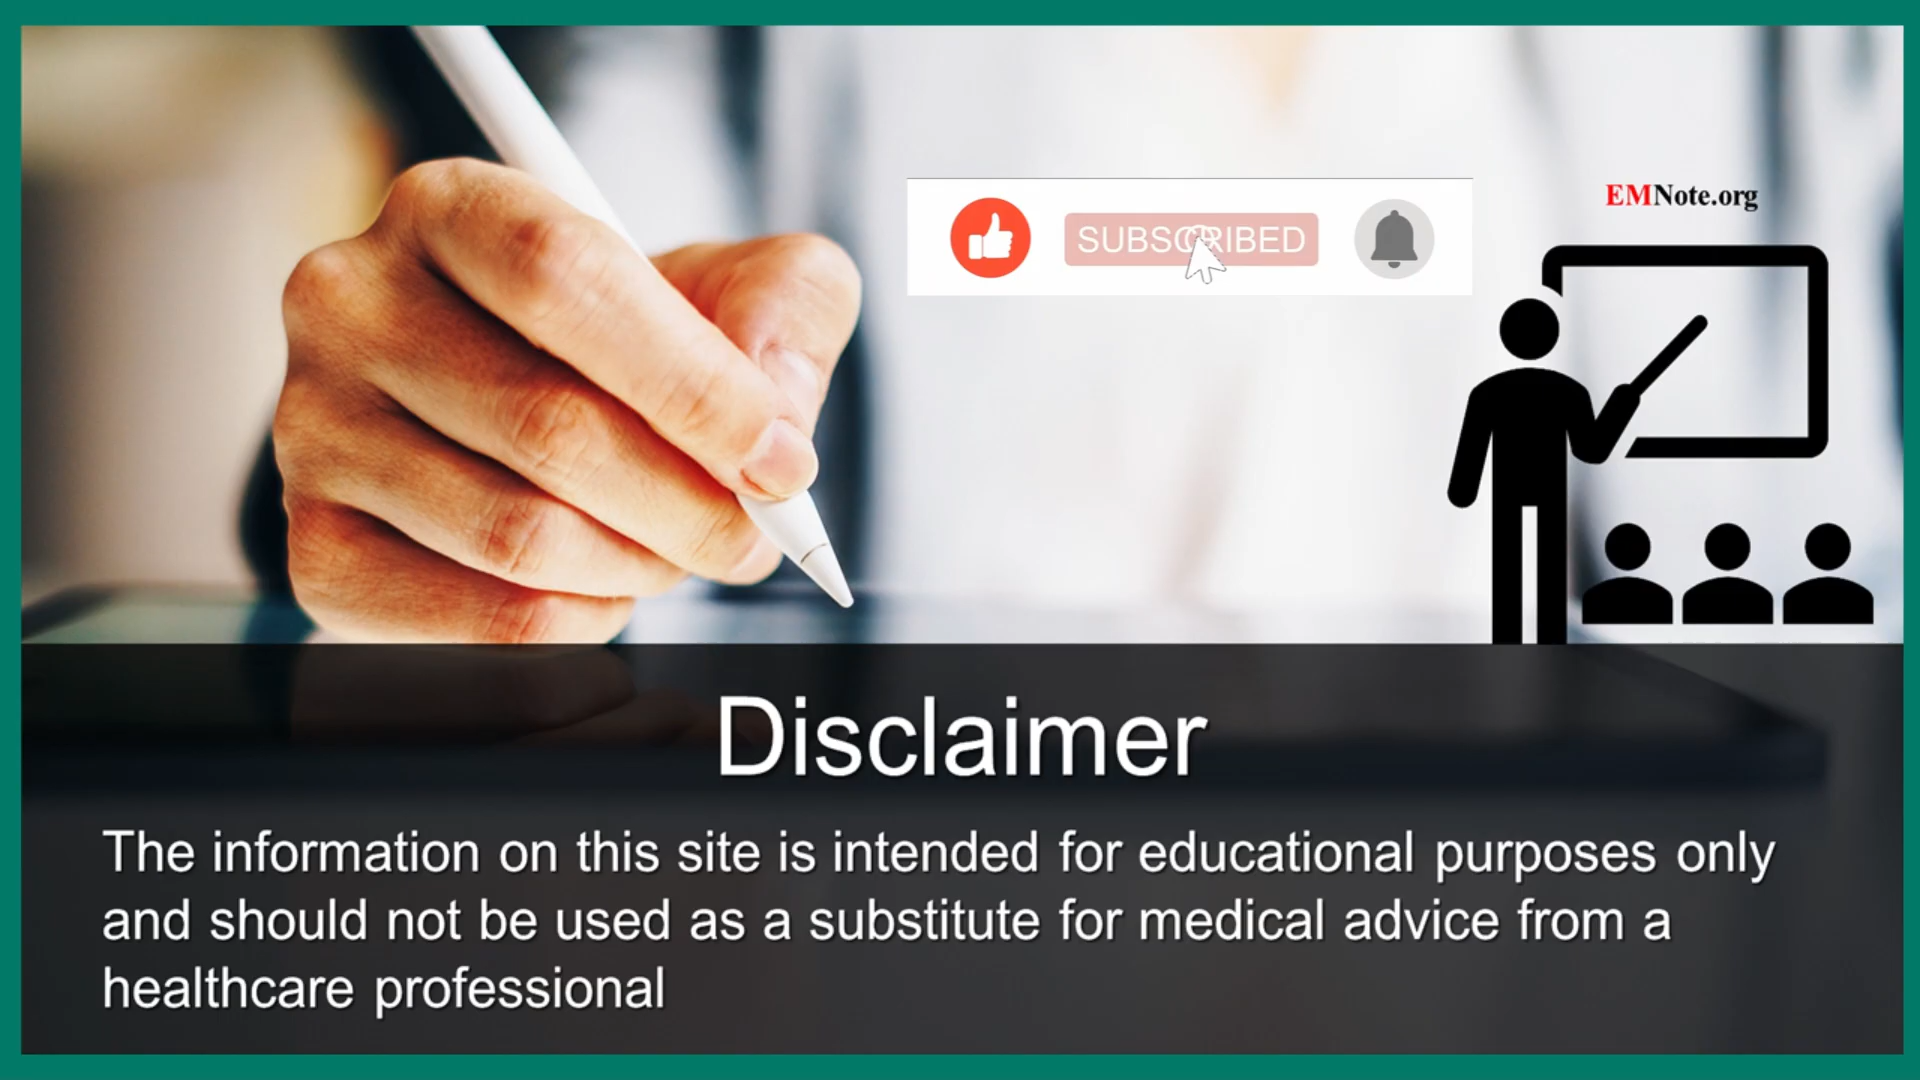 EMNote.org
SUBSCRIBED
Disclaimer
The information on this site is intended for educational purposes only
and should not be used as a substitute for medical advice from a
healthcare professional